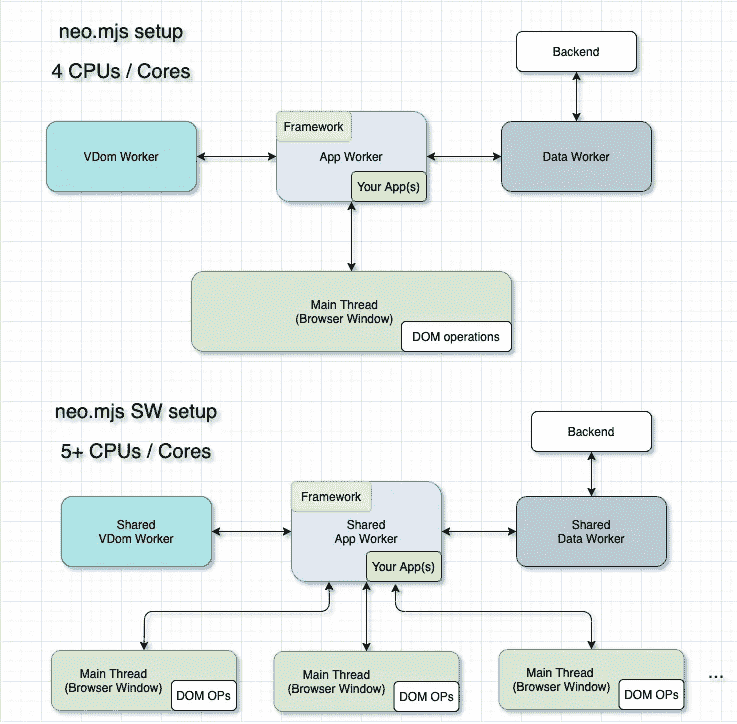 neo.mjs setup
4 CPUs / Cores
Backend
Framework
VDom Worker
App Worker
Data Worker
Your App(s)
Main Thread
(Browser Window)
DOM operations
neo.mjs SW setup
5+ CPUs / Cores
Backend
Framework
Shared
VDom Worker
Shared
App Worker
Shared
Data Worker
Your App(s)
Main Thread
(Browser Window)
DOM OPs
Main Thread
(Browser Window)
DOM OPs
Main Thread
(Browser Window)
DOM OPs
...